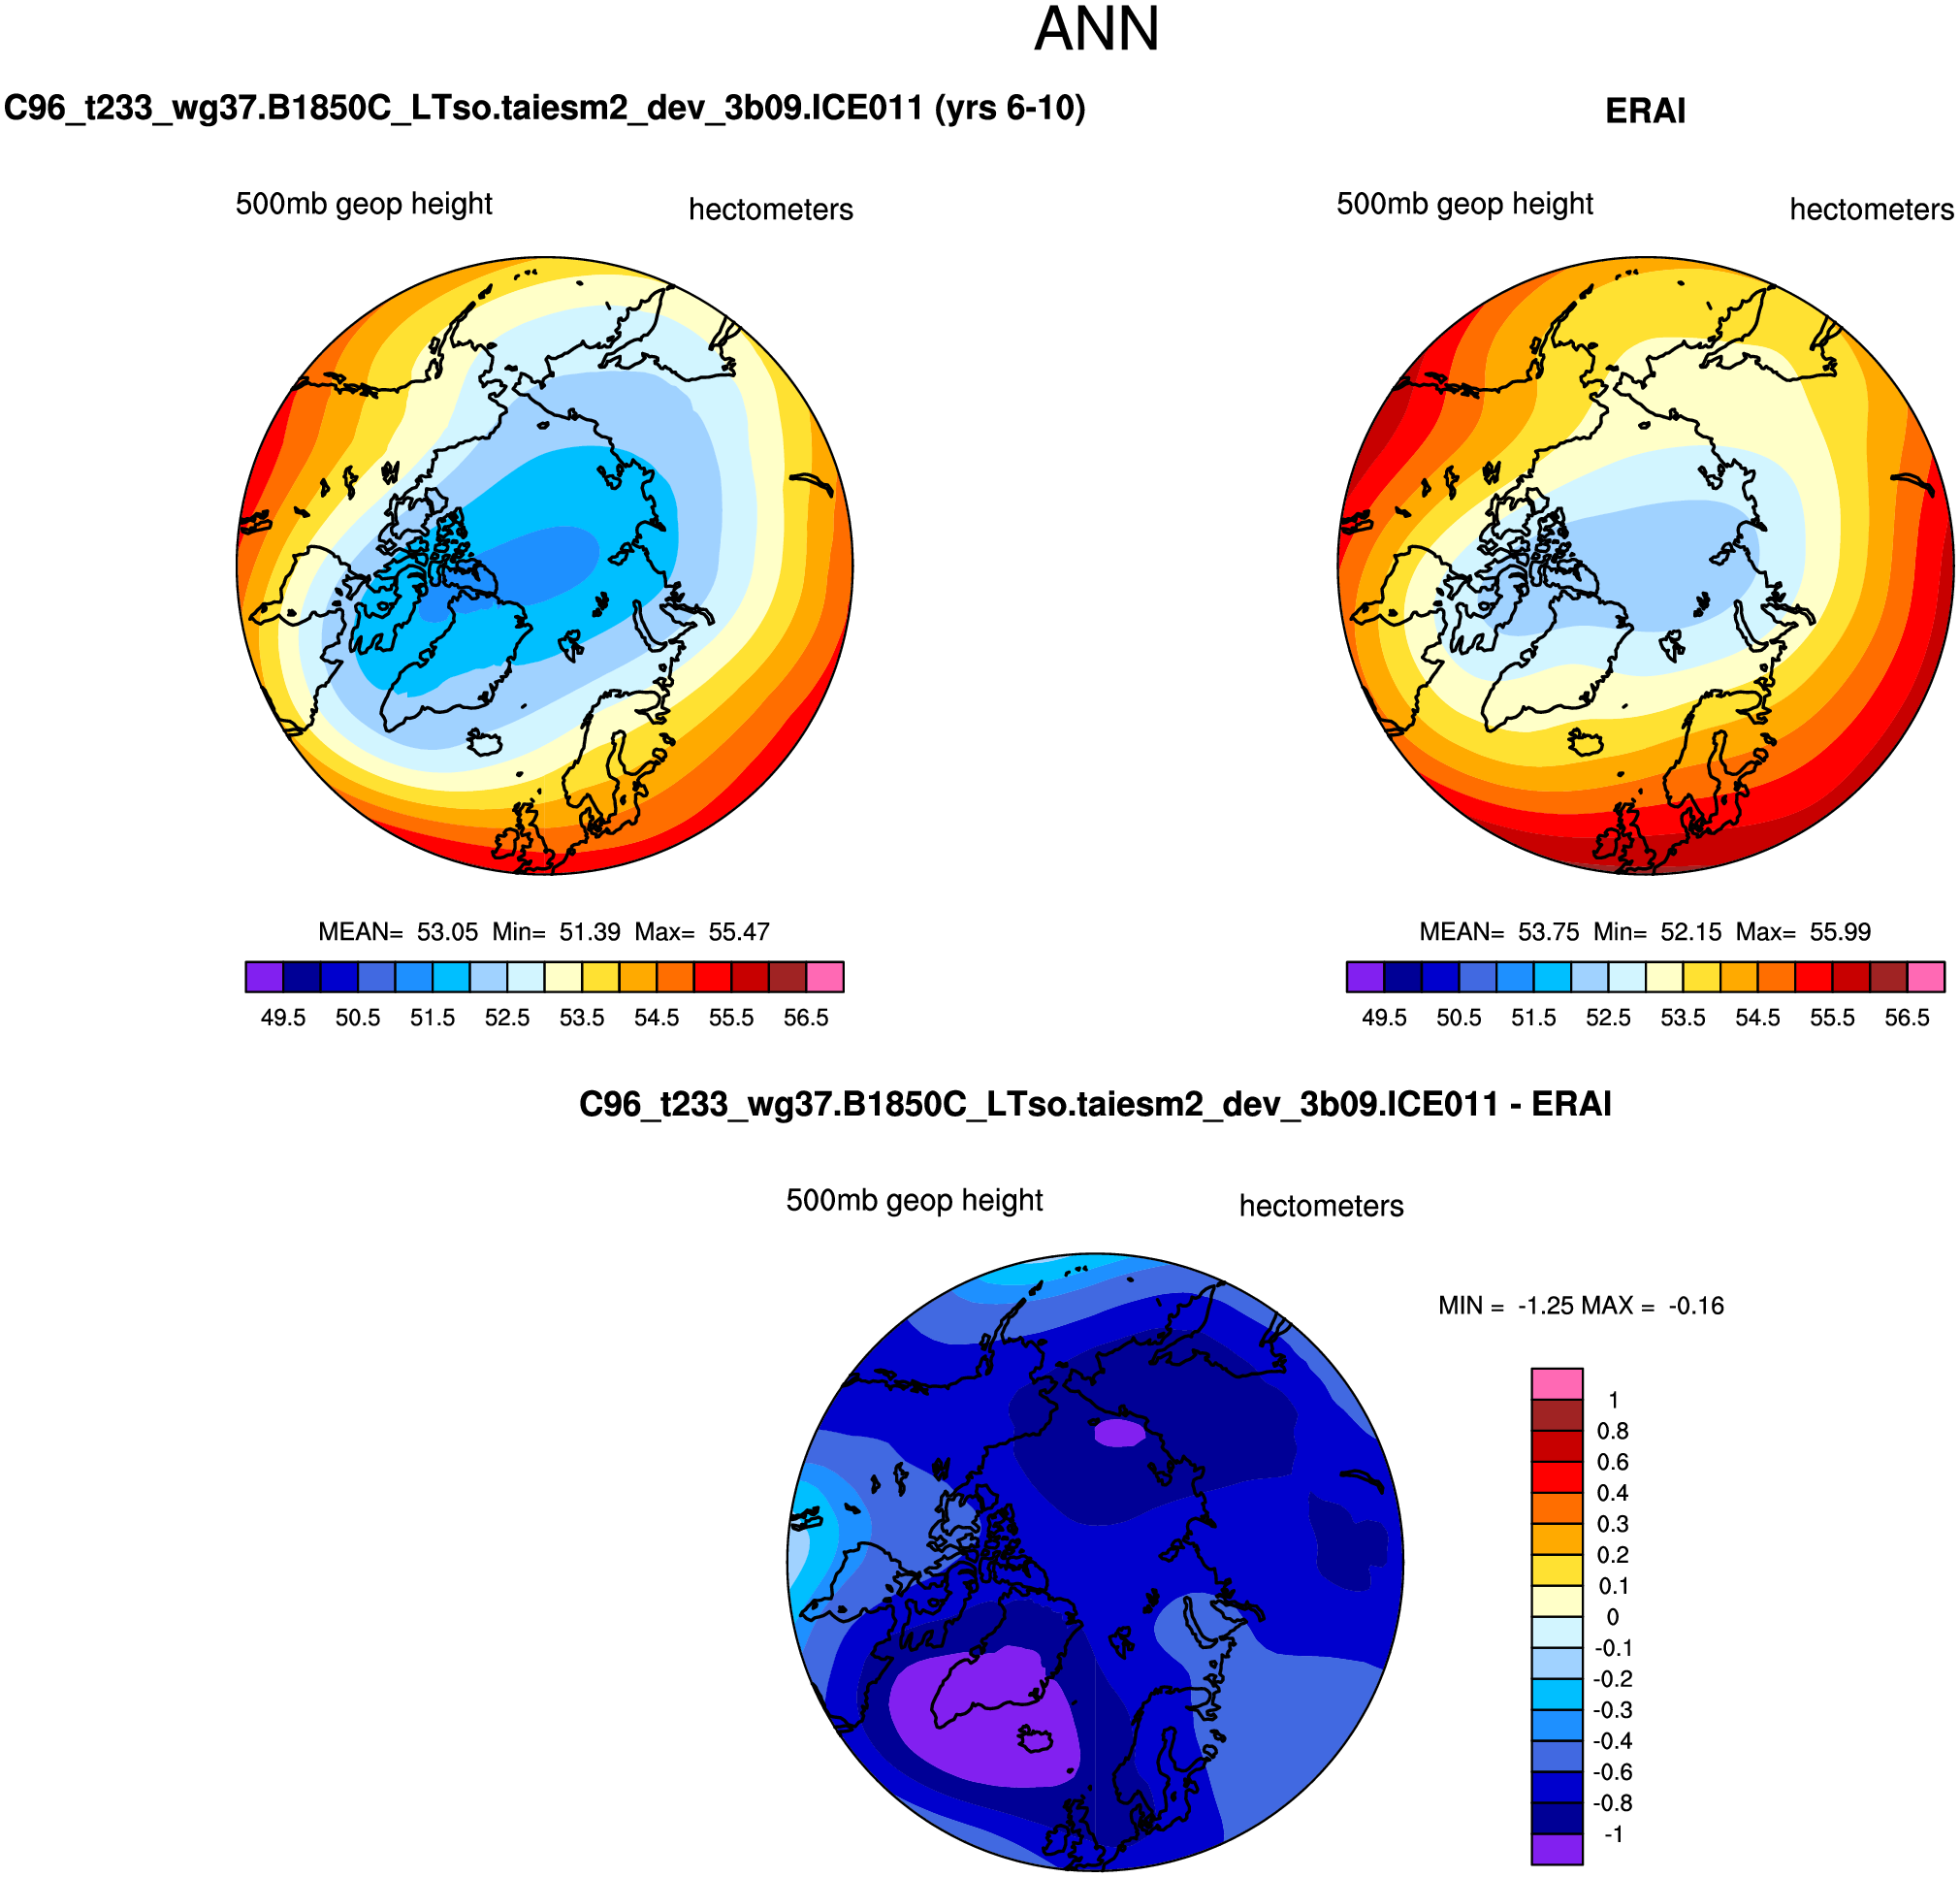 ANN
C96_t233_wg37.B1850C_LTso.taiesm2_dev_3b09.ICE011 (yrs 6-10)
ERAI
500mb geop height hectometers
500mb geop height hectometers
MEAN= 53.05 Min= 51.39 Max= 55.47
49.5 50.5 51.5 52.5 53.5 54.5 55.5 56.5
MEAN= 53.75 Min= 52.15 Max= 55.99
49.5 50.5 51.5 52.5 53.5 54.5 55.5 56.5
C96_t233_wg37.B1850C_LTso.taiesm2_dev_3b09.ICE011 - ERAI
500mb geop height hectometers
MIN = -1.25 MAX = -0.16
1
0.8
0.6
0.4
0.3
0.2
0.1
0
-0.1
-0.2
-0.3
-0.4
-0.6
-0.8
-1